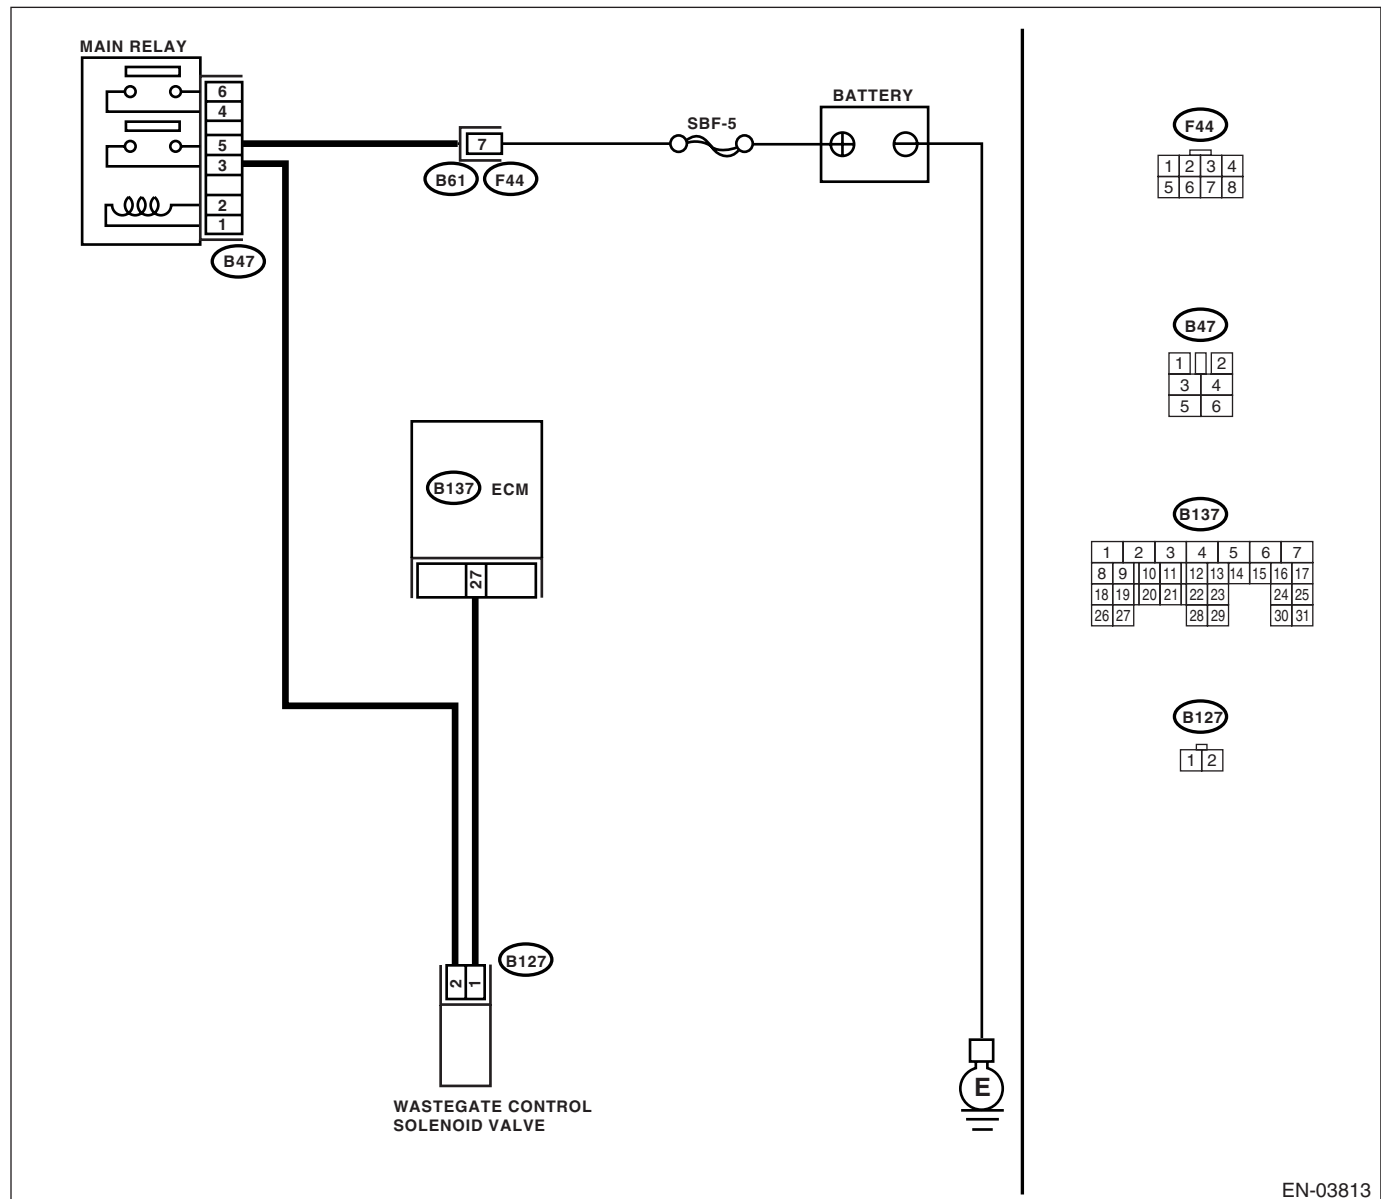 MAIN RELAY
6
4
5
3
2
1
B47
7
B61 F44
SBF-5
BATTERY
B137 ECM
27
2 1
B127
WASTEGATE CONTROL
SOLENOID VALVE
E
F44
1 2 3 4
5 6 7 8
B47
1 2
3 4
5 6
B137
1 2 3 4 5 6 7
8 9 10 11 12 13 14 15 16 17
18 19 20 21 22 23 24 25
26 27 28 29 30 31
B127
1 2
EN-03813